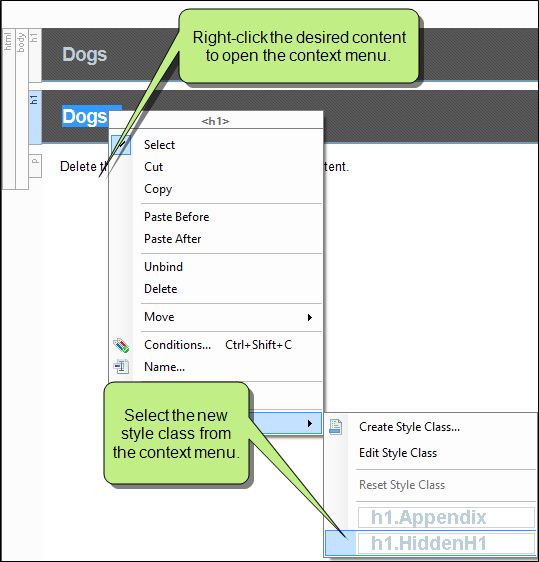 Right-click the desired content
to open the context menu.
html
body
h1
Dogs
h1
Dogs
<h1>
p
Delete th
tent.
Select
Cut
Copy
Paste Before
Paste After
Unbind
Delete
Move
Conditions... Ctrl+Shift+C
Name...
Select the new
style class from
the context menu.
Create Style Class...
Edit Style Class
Reset Style Class
h1.Appendix
h1.HiddenH1